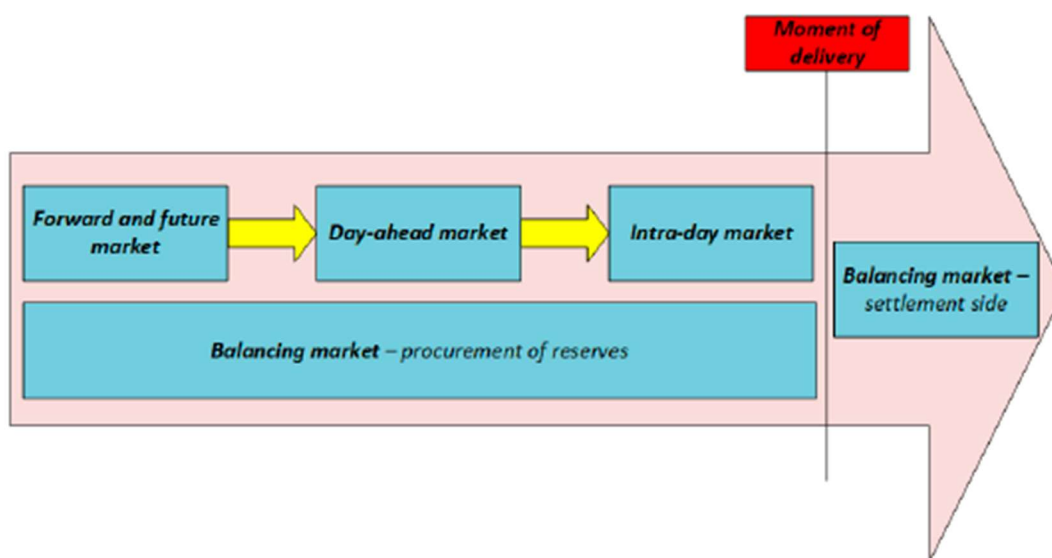 Moment of
delivery
Forward and future
market
Day-ahead market
Intra-day market
Balancing market –
settlement side
Balancing market – procurement of reserves